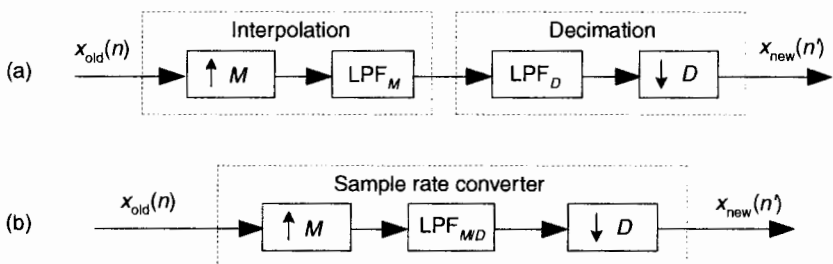 (a)
Interpolation
Decimation
x_old(n)
↑ M
LPF_M
LPF_D
↓ D
x_new(n')
(b)
Sample rate converter
x_old(n)
↑ M
LPF_M/D
↓ D
x_new(n')